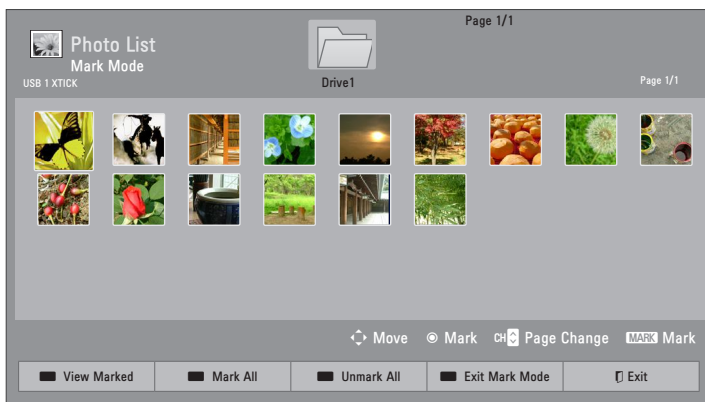 Page 1/1
Photo List
Mark Mode
USB 1 XTICK
Drive1
Page 1/1
Move Mark CH Page Change MARK Mark
View Marked Mark All Unmark All Exit Mark Mode Exit